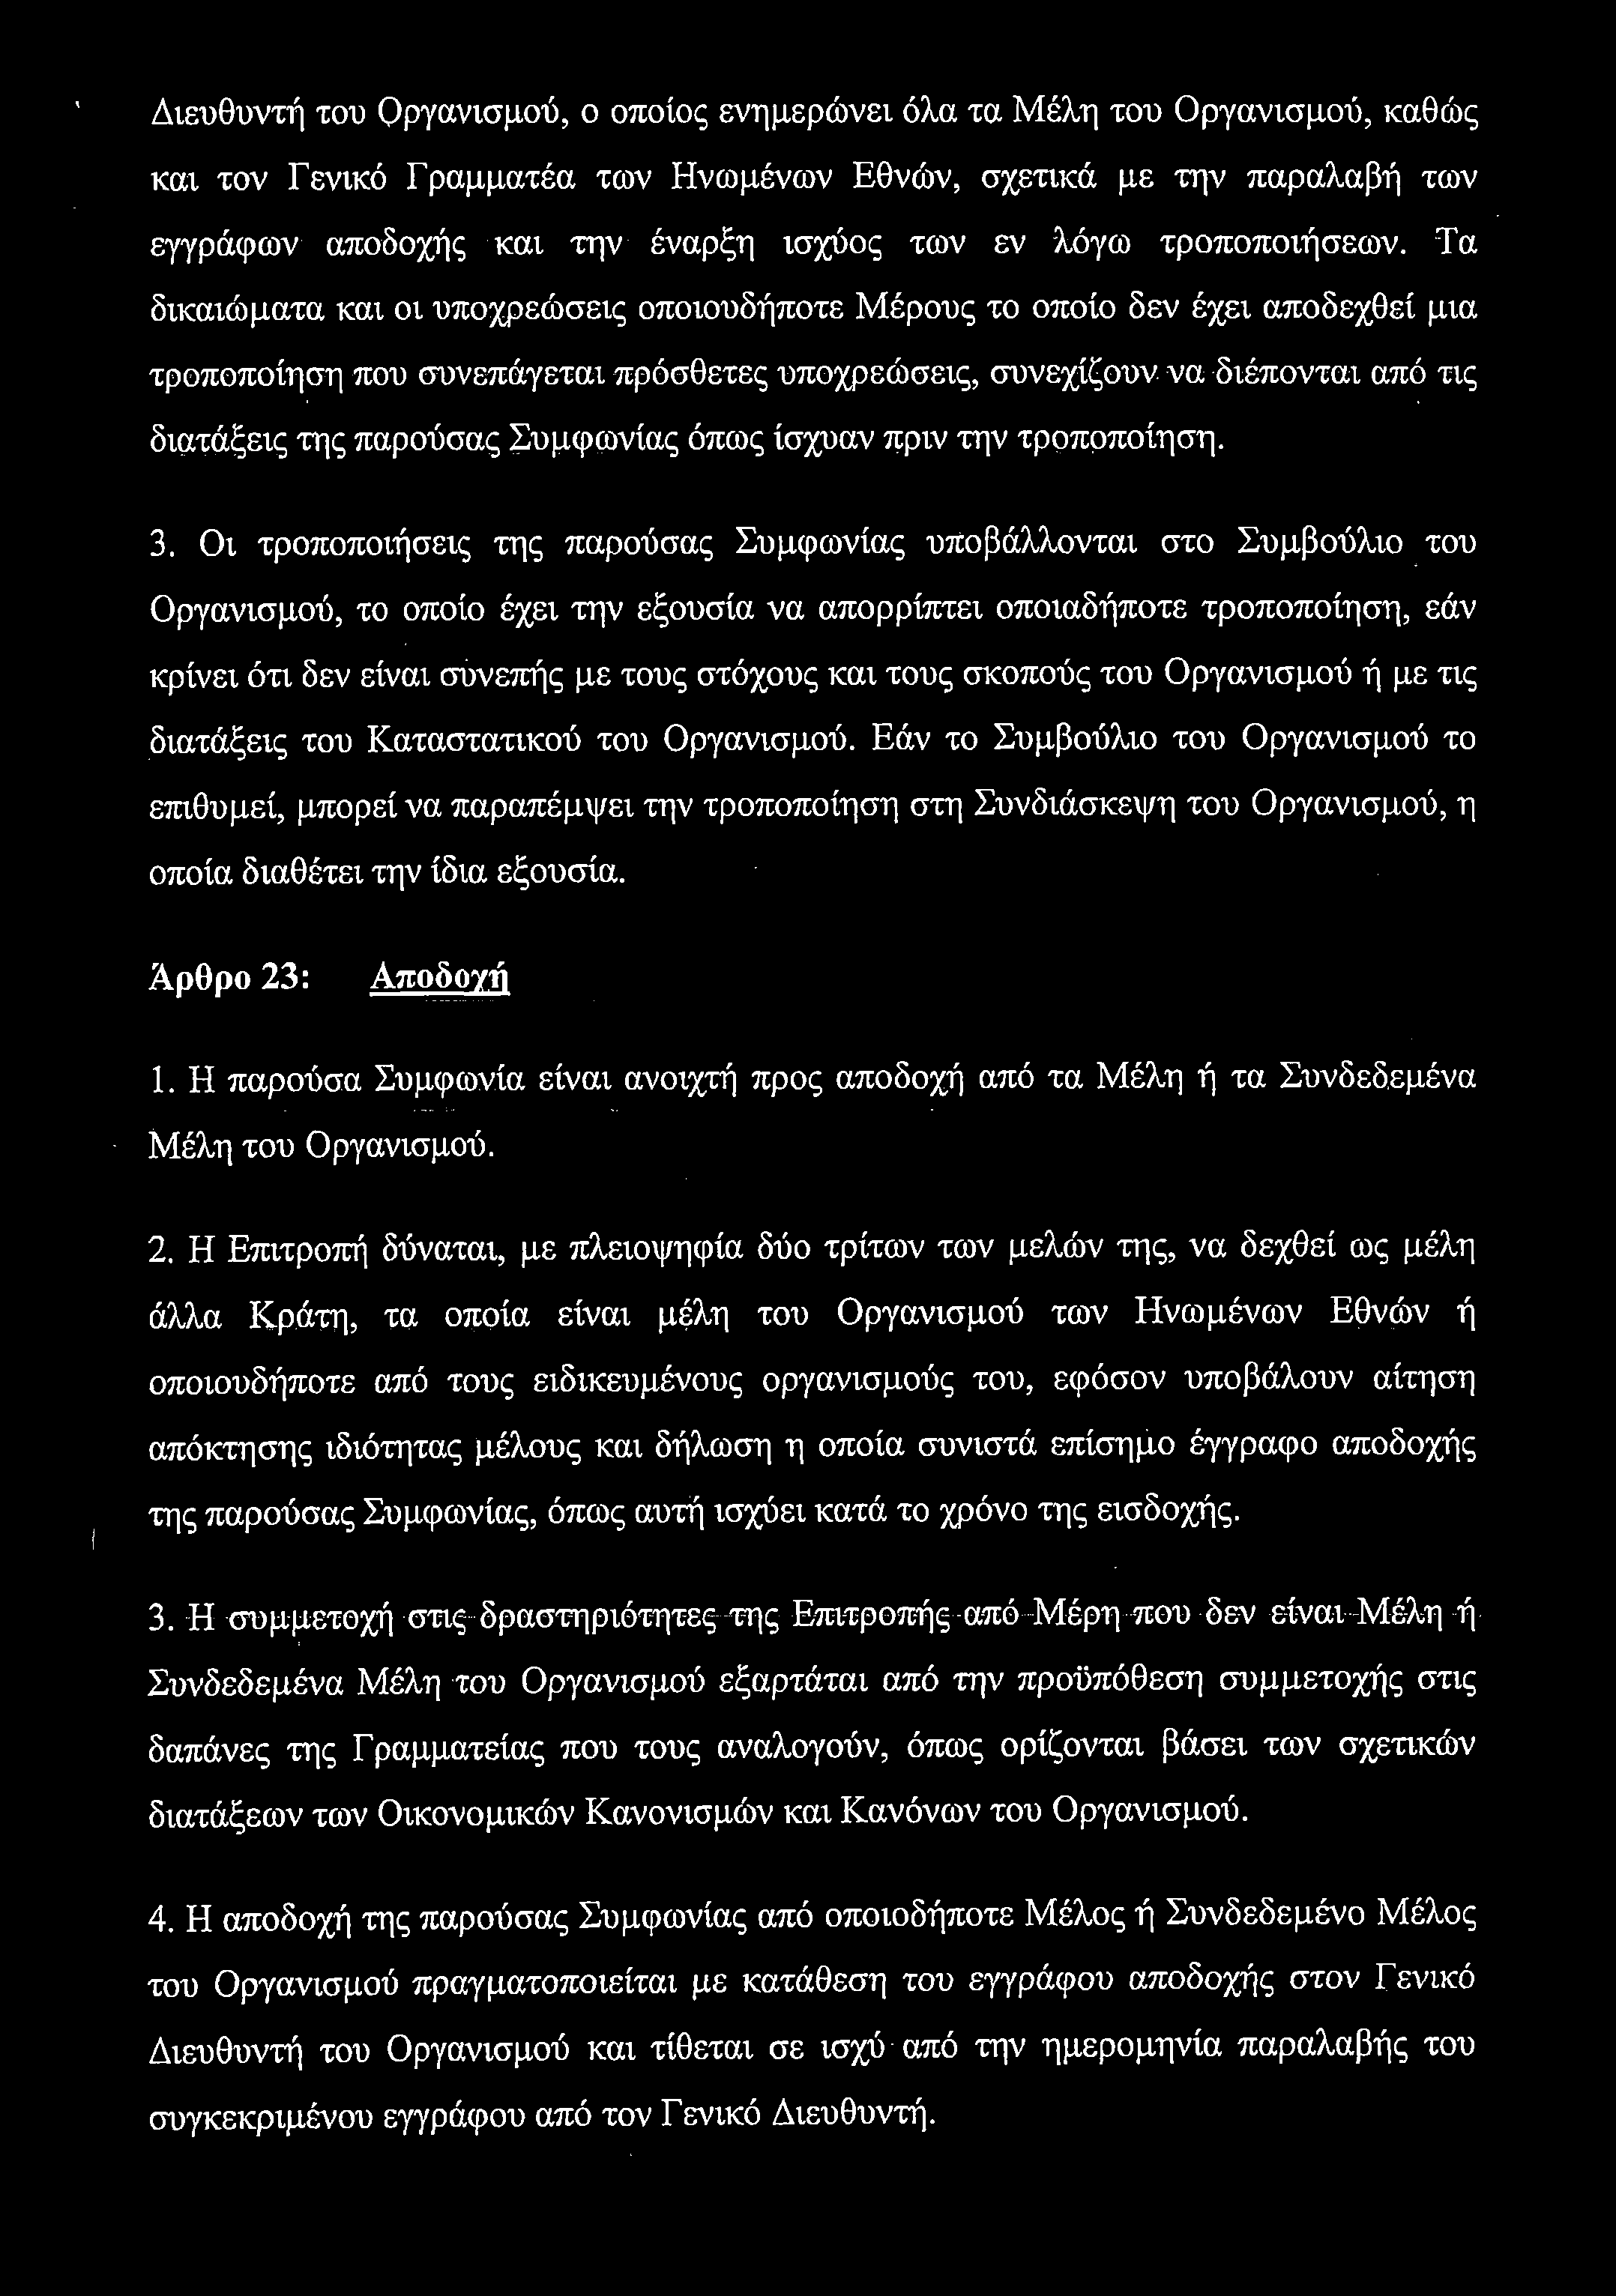 Διευθυντή του Οργανισμού, ο οποίος ενημερώνει όλα τα Μέλη του Οργανισμού, καθώς
και τον Γενικό Γραμματέα των Ηνωμένων Εθνών, σχετικά με την παραλαβή των
εγγράφων αποδοχής και την έναρξη ισχύος των εν λόγω τροποποιήσεων. Τα
δικαιώματα και οι υποχρεώσεις οποιουδήποτε Μέρους το οποίο δεν έχει αποδεχθεί μια
τροποποίηση που συνεπάγεται πρόσθετες υποχρεώσεις, συνεχίζουν να διέπονται από τις
διατάξεις της παρούσας Συμφωνίας όπως ίσχυαν πριν την τροποποίηση.
3. Οι τροποποιήσεις της παρούσας Συμφωνίας υποβάλλονται στο Συμβούλιο του
Οργανισμού, το οποίο έχει την εξουσία να απορρίπτει οποιαδήποτε τροποποίηση, εάν
κρίνει ότι δεν είναι συνεπής με τους στόχους και τους σκοπούς του Οργανισμού ή με τις
διατάξεις του Καταστατικού του Οργανισμού. Εάν το Συμβούλιο του Οργανισμού το
επιθυμεί, μπορεί να παραπέμψει την τροποποίηση στη Συνδιάσκεψη του Οργανισμού, η
οποία διαθέτει την ίδια εξουσία.
Άρθρο 23: Αποδοχή
1. Η παρούσα Συμφωνία είναι ανοιχτή προς αποδοχή από τα Μέλη ή τα Συνδεδεμένα
Μέλη του Οργανισμού.
2. Η Επιτροπή δύναται, με πλειοψηφία δύο τρίτων των μελών της, να δεχθεί ως μέλη
άλλα Κράτη, τα οποία είναι μέλη του Οργανισμού των Ηνωμένων Εθνών ή
οποιουδήποτε από τους ειδικευμένους οργανισμούς του, εφόσον υποβάλουν αίτηση
απόκτησης ιδιότητας μέλους και δήλωση η οποία συνιστά επίσημο έγγραφο αποδοχής
της παρούσας Συμφωνίας, όπως αυτή ισχύει κατά το χρόνο της εισδοχής.
3. Η συμμετοχή στις δραστηριότητες της Επιτροπής από Μέρη που δεν είναι Μέλη ή
Συνδεδεμένα Μέλη του Οργανισμού εξαρτάται από την προϋπόθεση συμμετοχής στις
δαπάνες της Γραμματείας που τους αναλογούν, όπως ορίζονται βάσει των σχετικών
διατάξεων των Οικονομικών Κανονισμών και Κανόνων του Οργανισμού.
4. Η αποδοχή της παρούσας Συμφωνίας από οποιοδήποτε Μέλος ή Συνδεδεμένο Μέλος
του Οργανισμού πραγματοποιείται με κατάθεση του εγγράφου αποδοχής στον Γενικό
Διευθυντή του Οργανισμού και τίθεται σε ισχύ από την ημερομηνία παραλαβής του
συγκεκριμένου εγγράφου από τον Γενικό Διευθυντή.